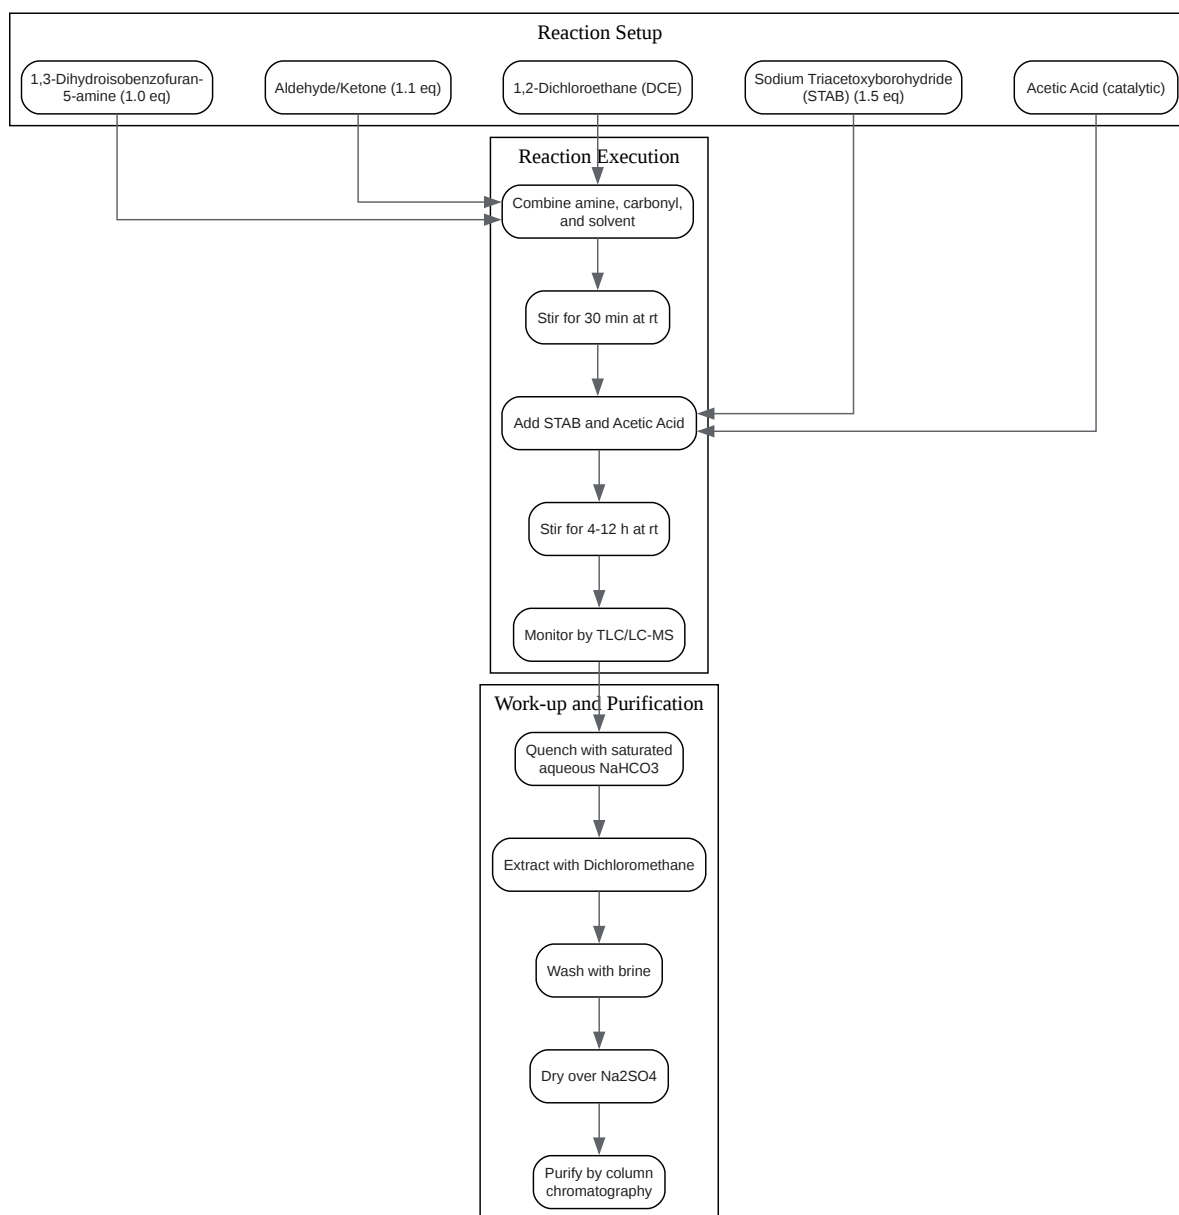 Reaction Setup
1,3-Dihydroisobenzofuran-
5-amine (1.0 eq)
Aldehyde/Ketone (1.1 eq)
1,2-Dichloroethane (DCE)
Sodium Triacetoxyborohydride
(STAB) (1.5 eq)
Acetic Acid (catalytic)
Reaction Execution
Combine amine, carbonyl,
and solvent
Stir for 30 min at rt
Add STAB and Acetic Acid
Stir for 4-12 h at rt
Monitor by TLC/LC-MS
Work-up and Purification
Quench with saturated
aqueous NaHCO3
Extract with Dichloromethane
Wash with brine
Dry over Na2SO4
Purify by column
chromatography